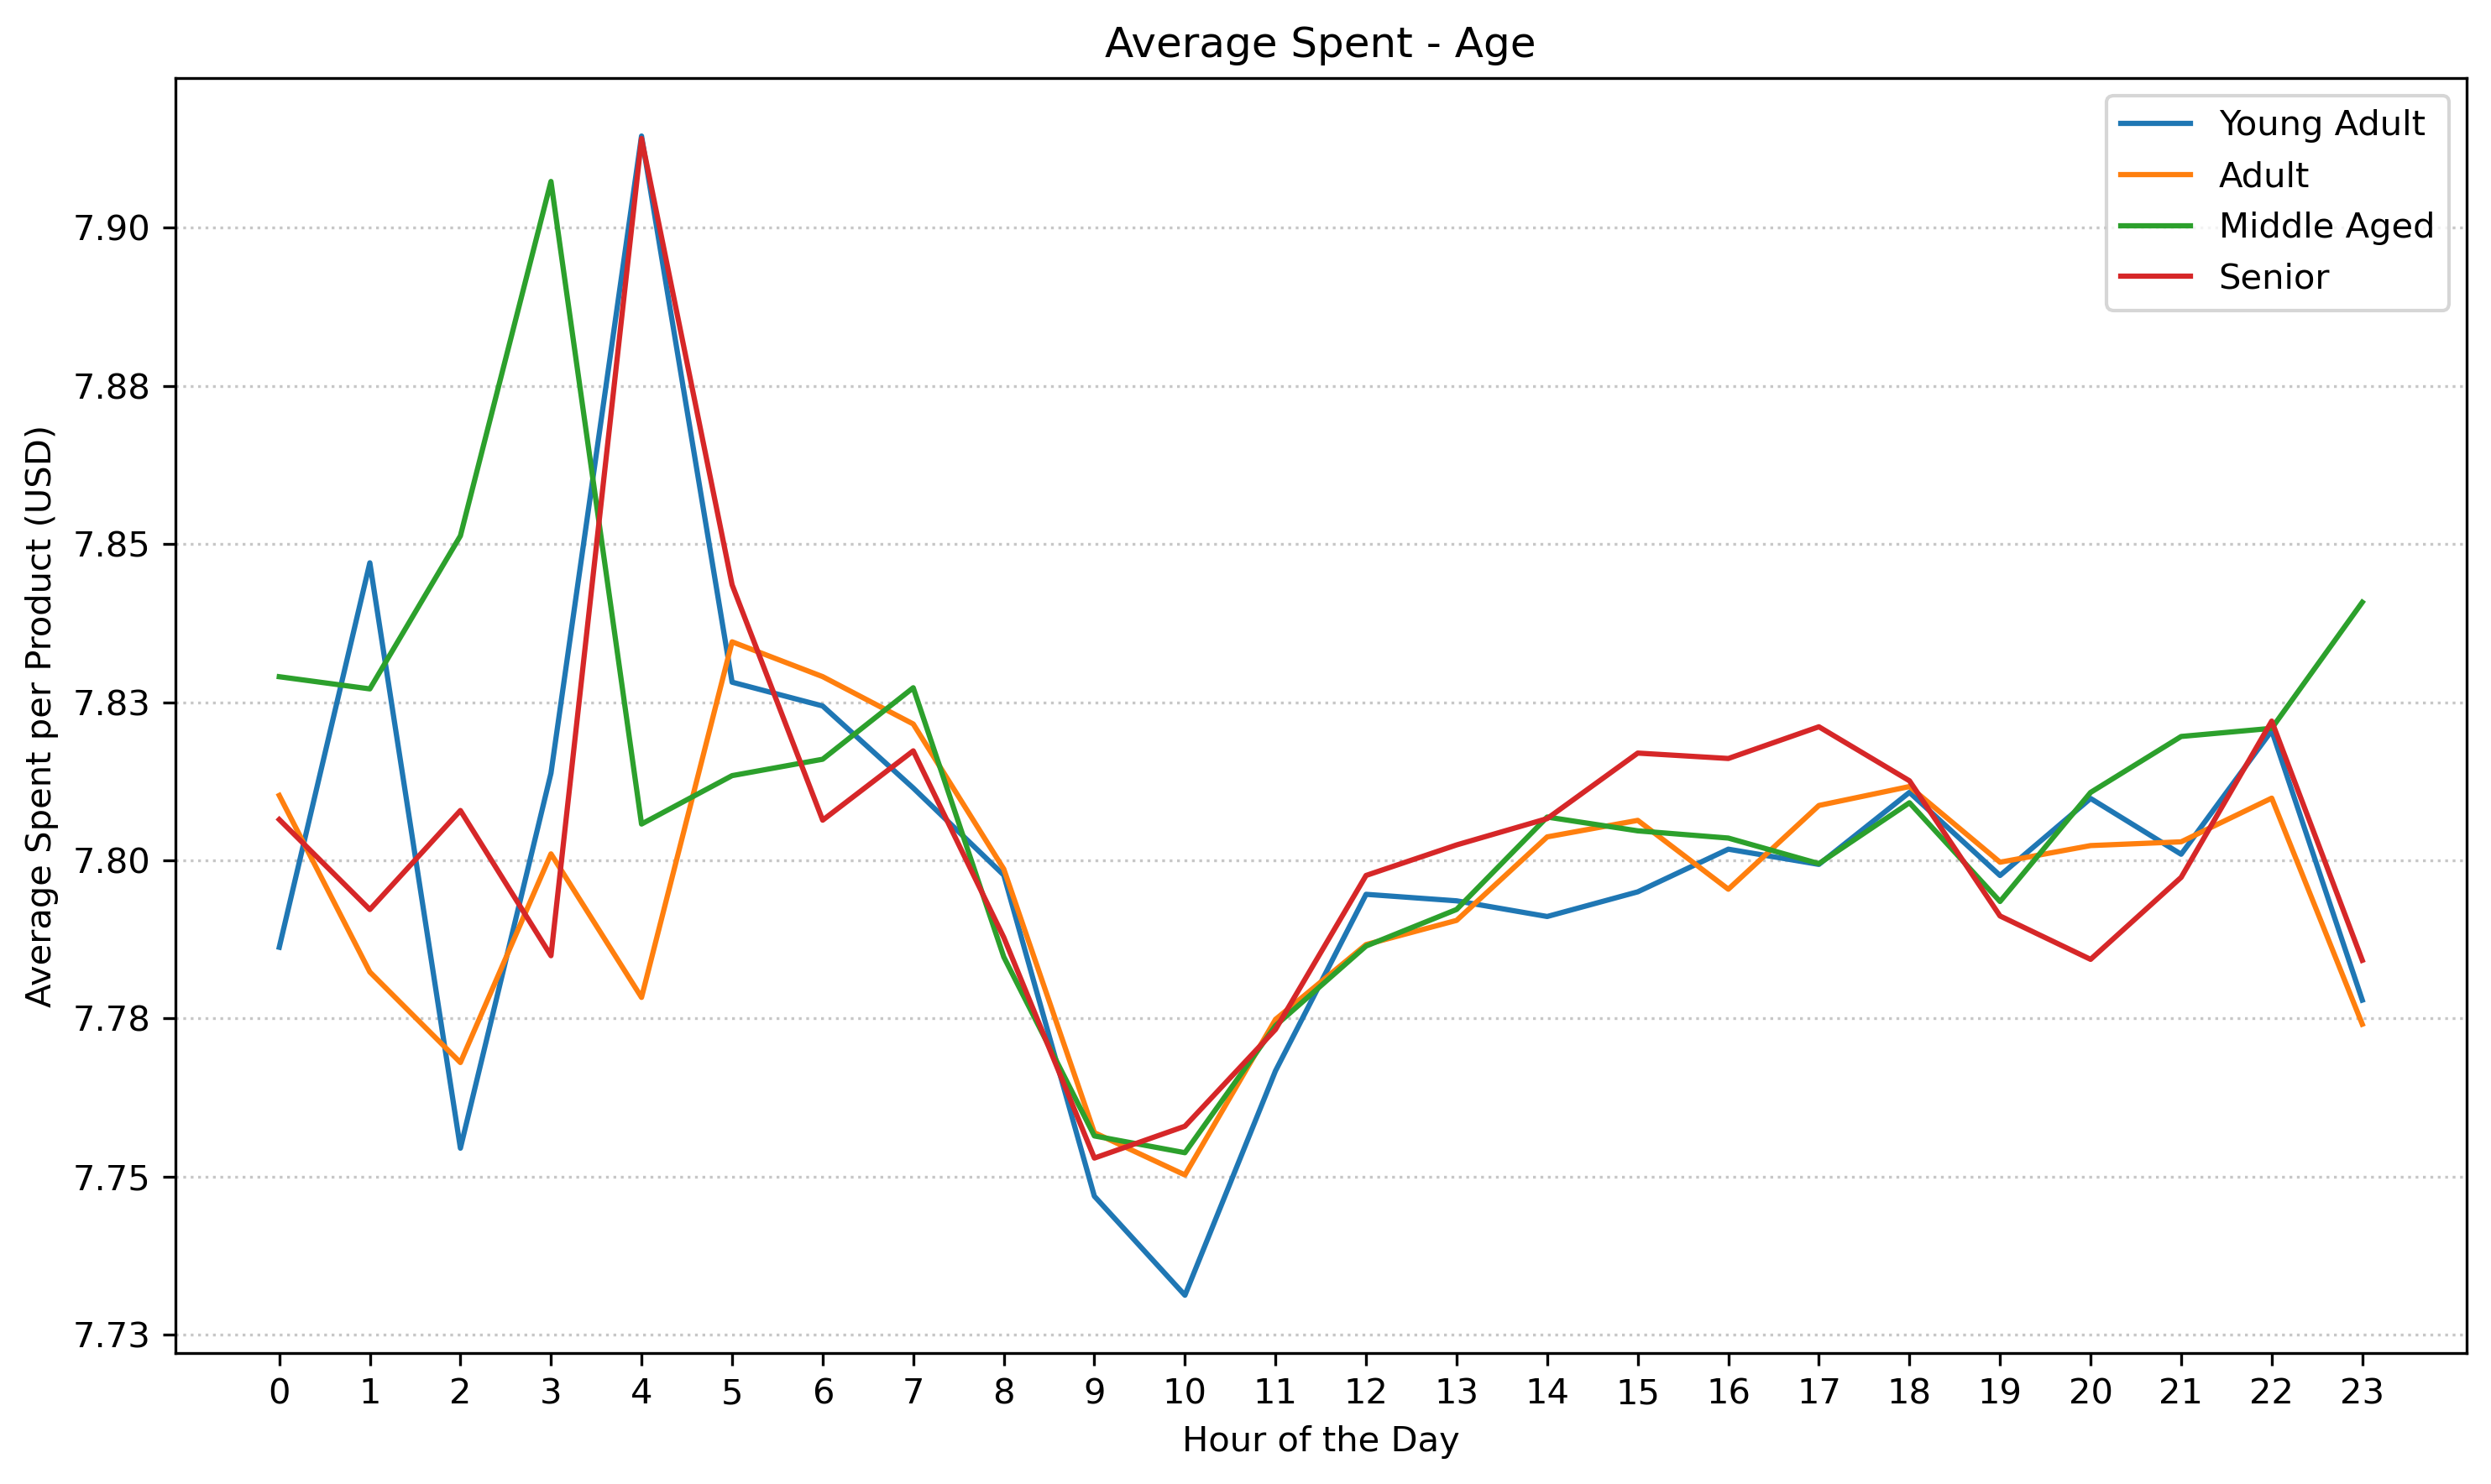 Average Spent - Age
Young Adult
Adult
Middle Aged
Senior
Average Spent per Product (USD)
7.90
7.88
7.85
7.83
7.80
7.78
7.75
7.73
0 1 2 3 4 5 6 7 8 9 10 11 12 13 14 15 16 17 18 19 20 21 22 23
Hour of the Day